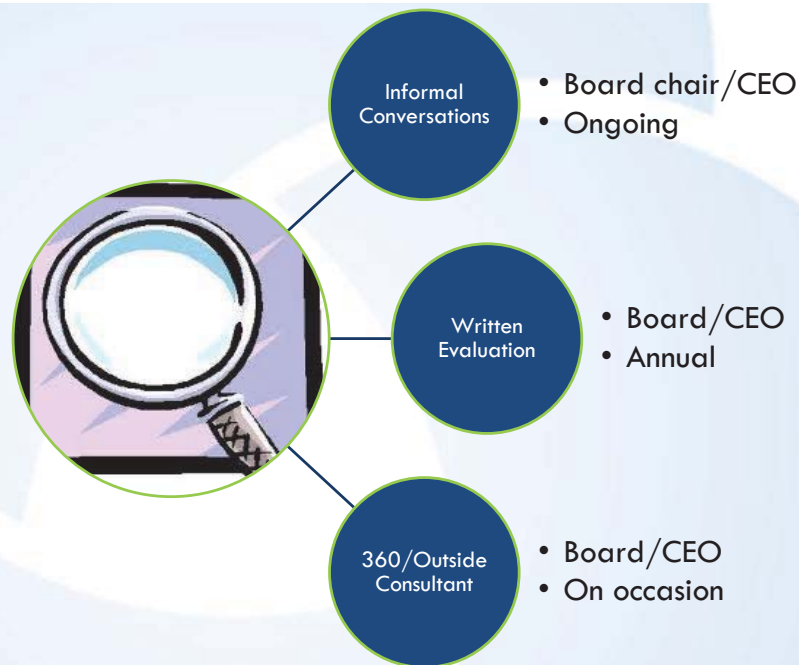 Informal
Conversations
• Board chair/CEO
• Ongoing
Written
Evaluation
• Board/CEO
• Annual
360/Outside
Consultant
• Board/CEO
• On occasion